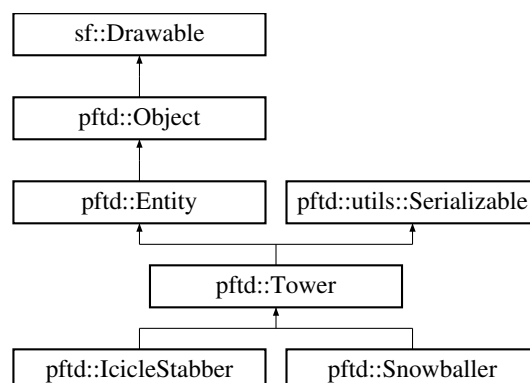 sf::Drawable
pftd::Object
pftd::Entity
pftd::utils::Serializable
pftd::Tower
pftd::IcicleStabber
pftd::Snowballer